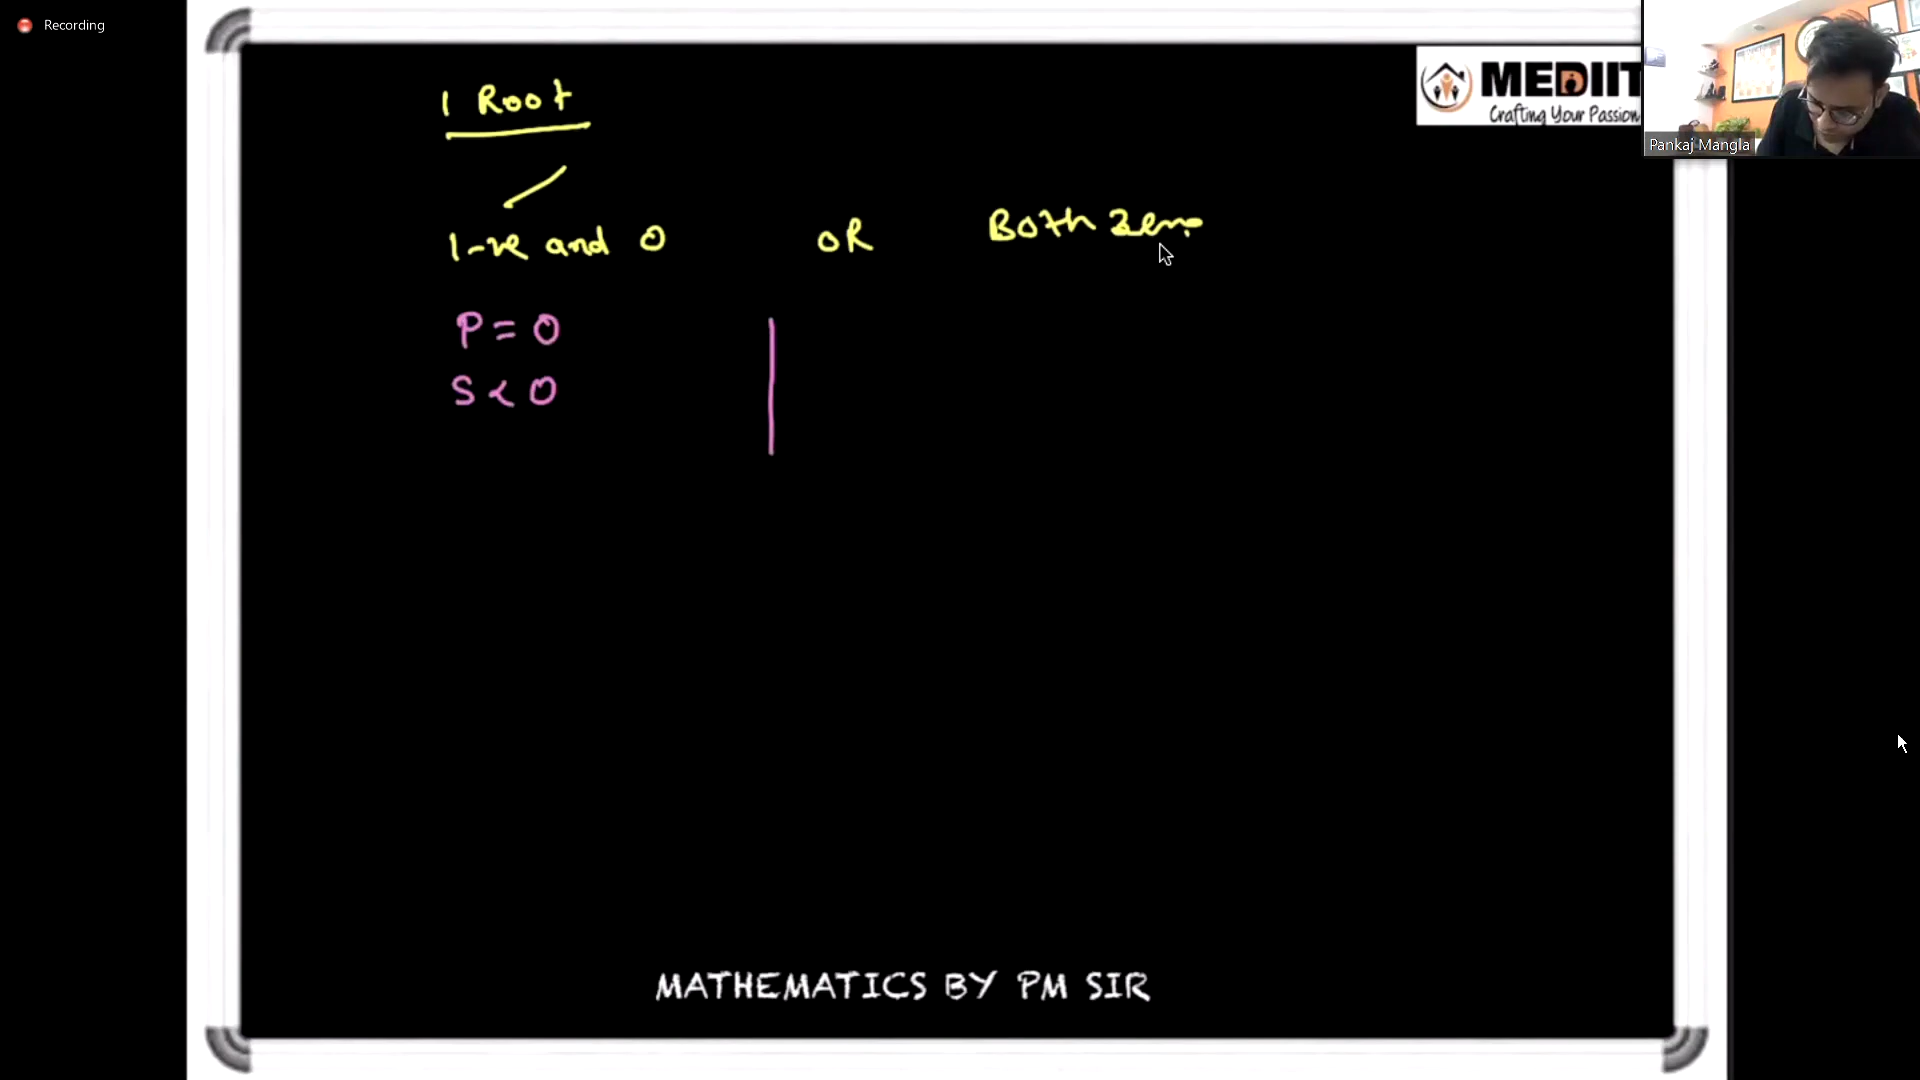 Recording
1 Root
MEDIIT
Crafting Your Passion
Pankaj Mangla
1-ve and 0 OR Both zero
P = 0
S < 0
MATHEMATICS BY PM SIR